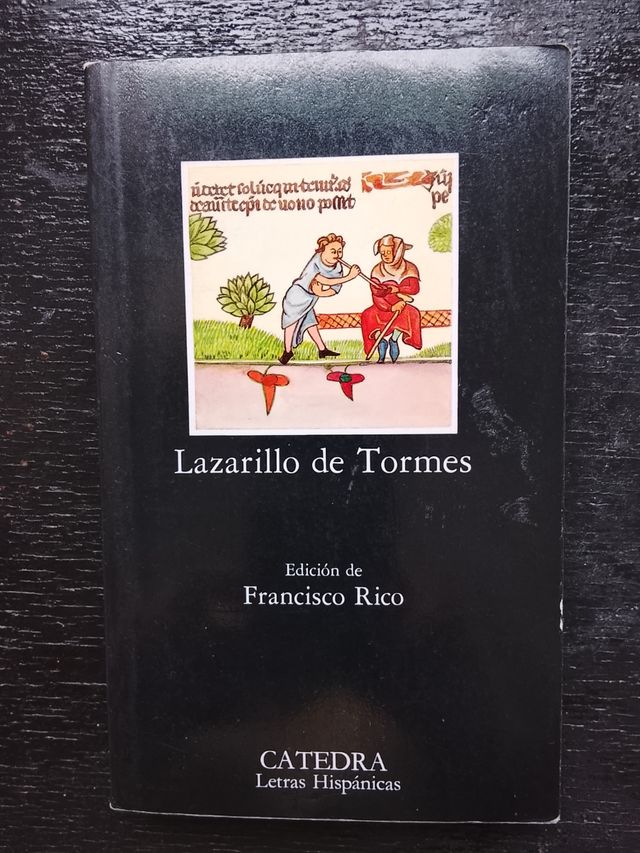 Lazarillo de Tormes
Edición de
Francisco Rico
CATEDRA
Letras Hispánicas